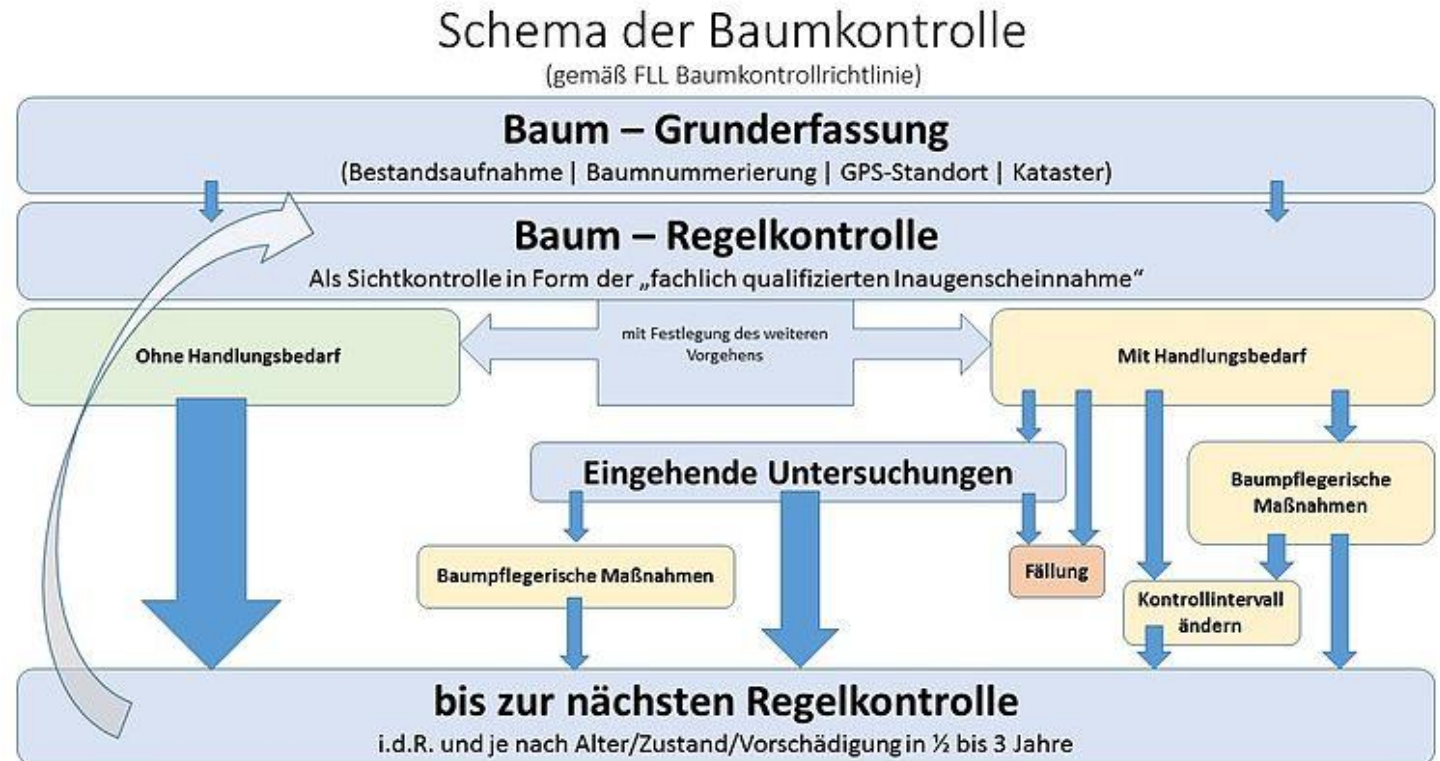 Schema der Baumkontrolle
(gemäß FLL Baumkontrollrichtlinie)
Baum – Grunderfassung
(Bestandsaufnahme | Baumnummerierung | GPS-Standort | Kataster)
Baum – Regelkontrolle
Als Sichtkontrolle in Form der „fachlich qualifizierten Inaugenscheinnahme“
Ohne Handlungsbedarf
mit Festlegung des weiteren
Vorgehens
Mit Handlungsbedarf
Eingehende Untersuchungen
Baumpflegerische
Maßnahmen
Baumpflegerische Maßnahmen
Fällung
Kontrollintervall
ändern
bis zur nächsten Regelkontrolle
i.d.R. und je nach Alter/Zustand/Vorschädigung in ½ bis 3 Jahre